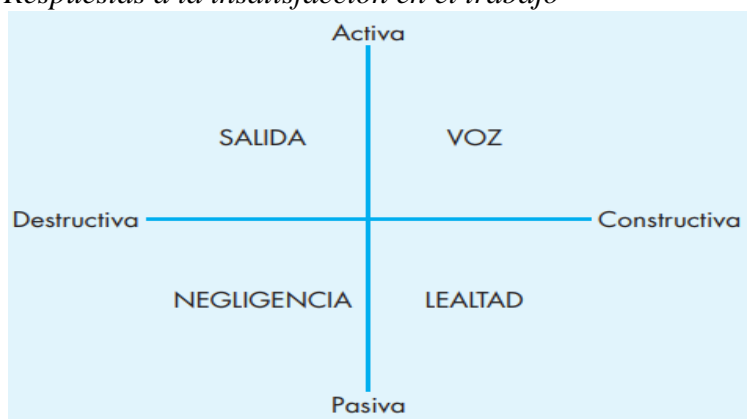 Respuestas a la insatisfacción en el trabajo
Activa
SALIDA VOZ
Destructiva Constructiva
NEGLIGENCIA LEALTAD
Pasiva